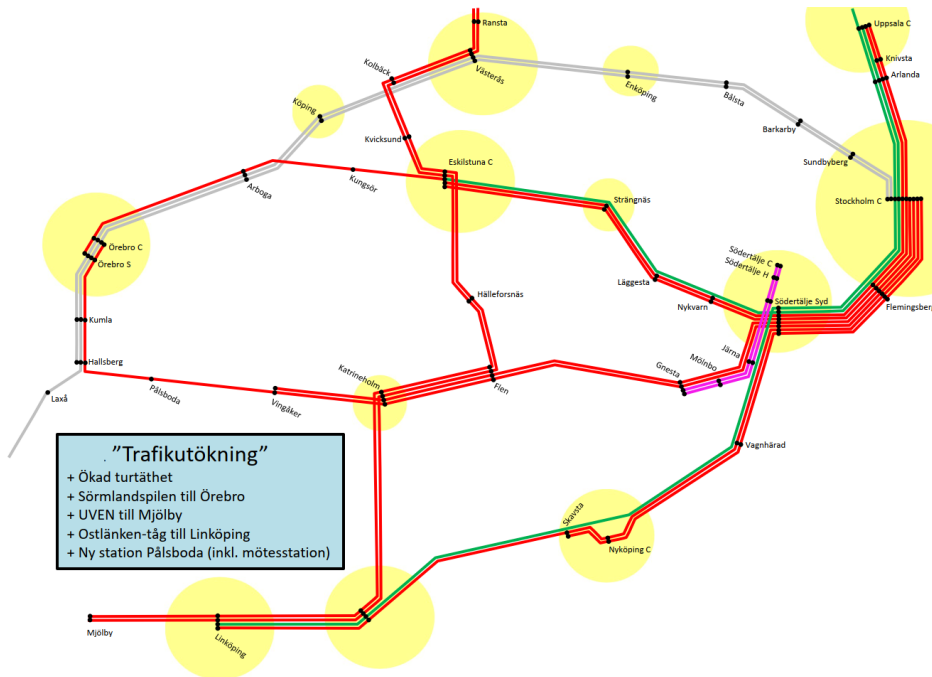 Ransta
Uppsala C
Kolbäck
Västerås
Knivsta
Arlanda
Enköping
Bålsta
Köping
Barkarby
Kvicksund
Sundbyberg
Eskilstuna C
Kungsör
Arboga
Strängnäs
Stockholm C
Örebro C
Örebro S
Södertälje C
Södertälje H
Läggesta
Nykvarn
Södertälje Syd
Hälleforsnäs
Flemingsberg
Kumla
Järna
Hallsberg
Katrineholm
Flen
Gnesta
Mölnbo
Pålsboda
Vingåker
Laxå
Vagnhärad
"Trafikutökning"
+ Ökad turtäthet
+ Sörmlandspilen till Örebro
+ UVEN till Mjölby
+ Ostlänken-tåg till Linköping
+ Ny station Pålsboda (inkl. mötesstation)
Skavsta
Nyköping C
Mjölby
Linköping